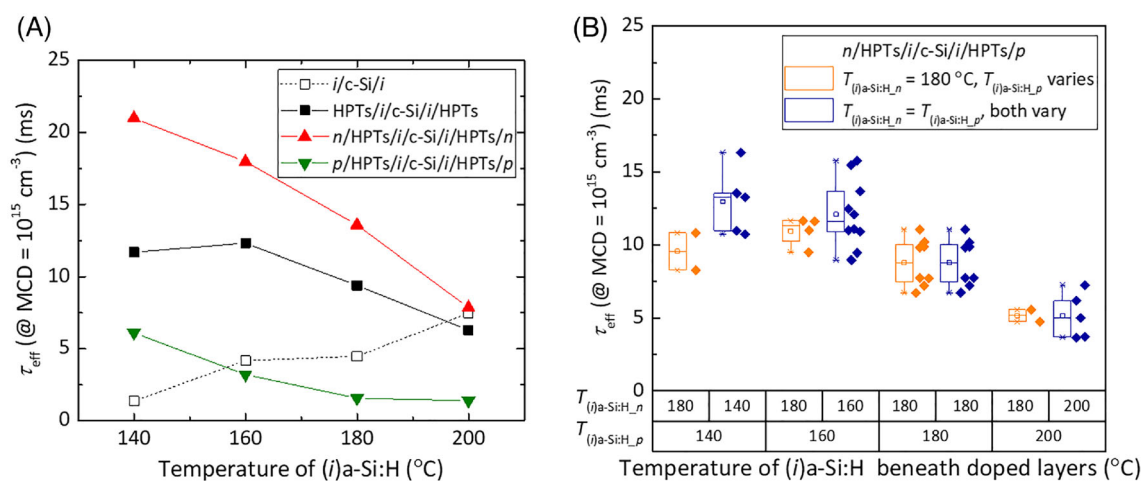 (A)
25
20
15
10
5
0
τeff (@ MCD = 10¹⁵ cm⁻³) (ms)
i/c-Si/i
HPTs/i/c-Si/i/HPTs
n/HPTs/i/c-Si/i/HPTs/n
p/HPTs/i/c-Si/i/HPTs/p
140 160 180 200
Temperature of (i)a-Si:H (°C)
(B)
25
20
15
10
5
0
τeff (@ MCD = 10¹⁵ cm⁻³) (ms)
n/HPTs/i/c-Si/i/HPTs/p
T(i)a-Si:H_n = 180 °C, T(i)a-Si:H_p varies
T(i)a-Si:H_n = T(i)a-Si:H_p, both vary
T(i)a-Si:H_n 180 140 180 160 180 180 180 200
T(i)a-Si:H_p 140 160 180 200
Temperature of (i)a-Si:H beneath doped layers (°C)